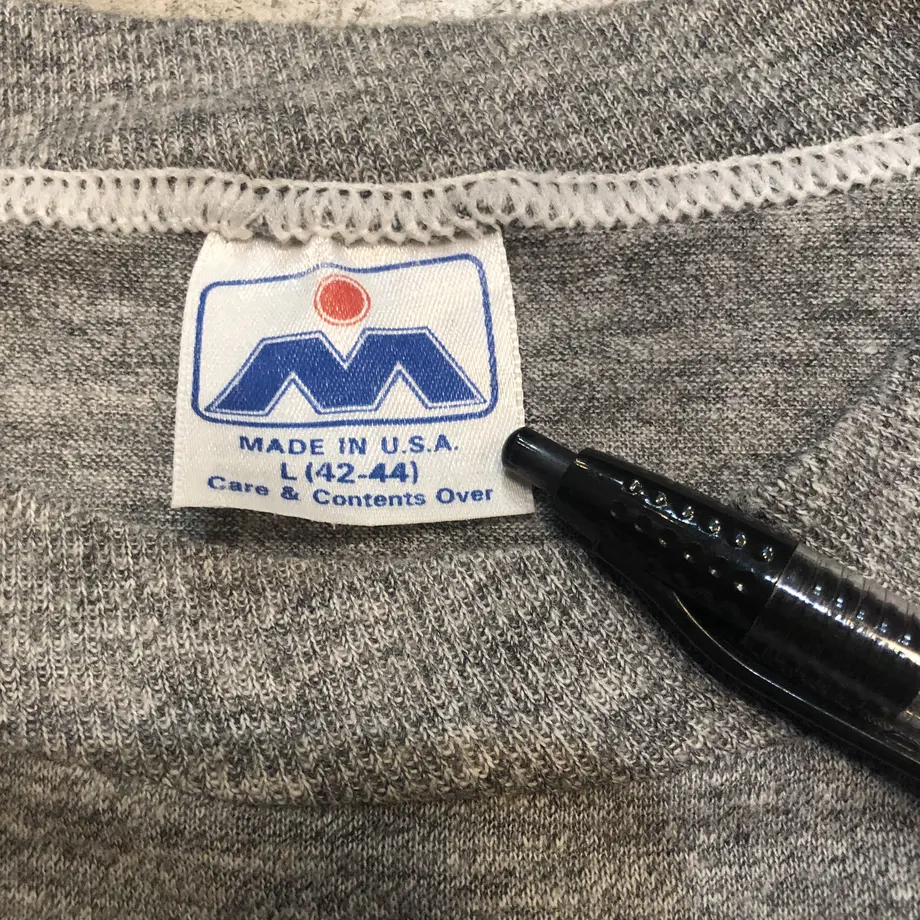 MADE IN U.S.A.
L (42-44)
Care & Contents Over